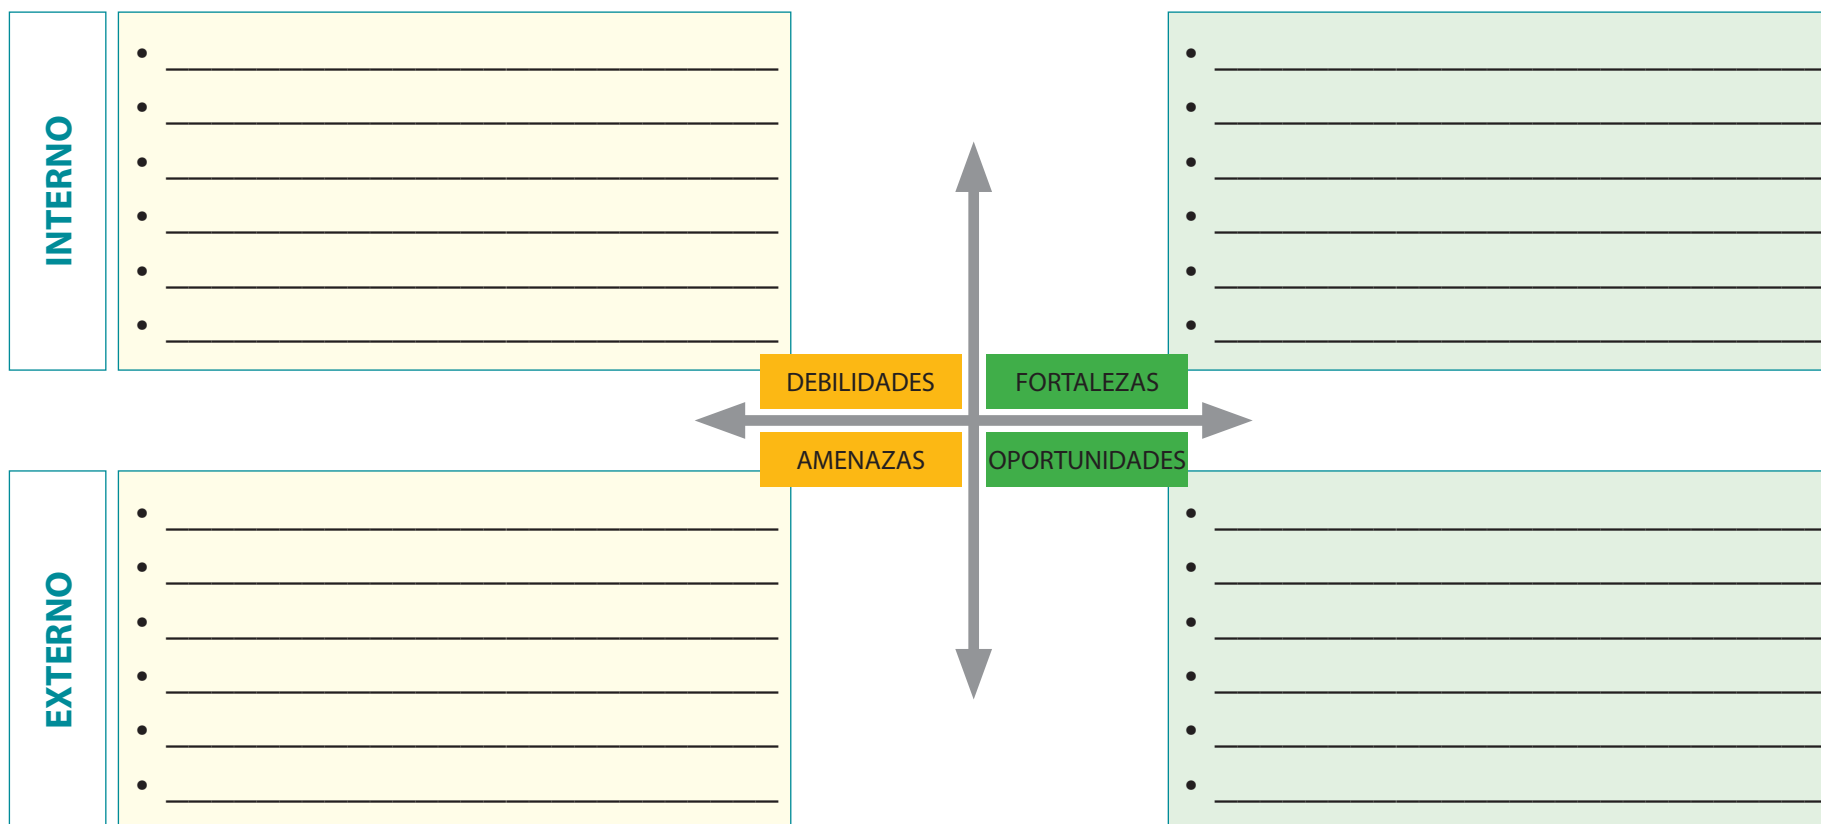 INTERNO
DEBILIDADES
FORTALEZAS
AMENAZAS
OPORTUNIDADES
EXTERNO